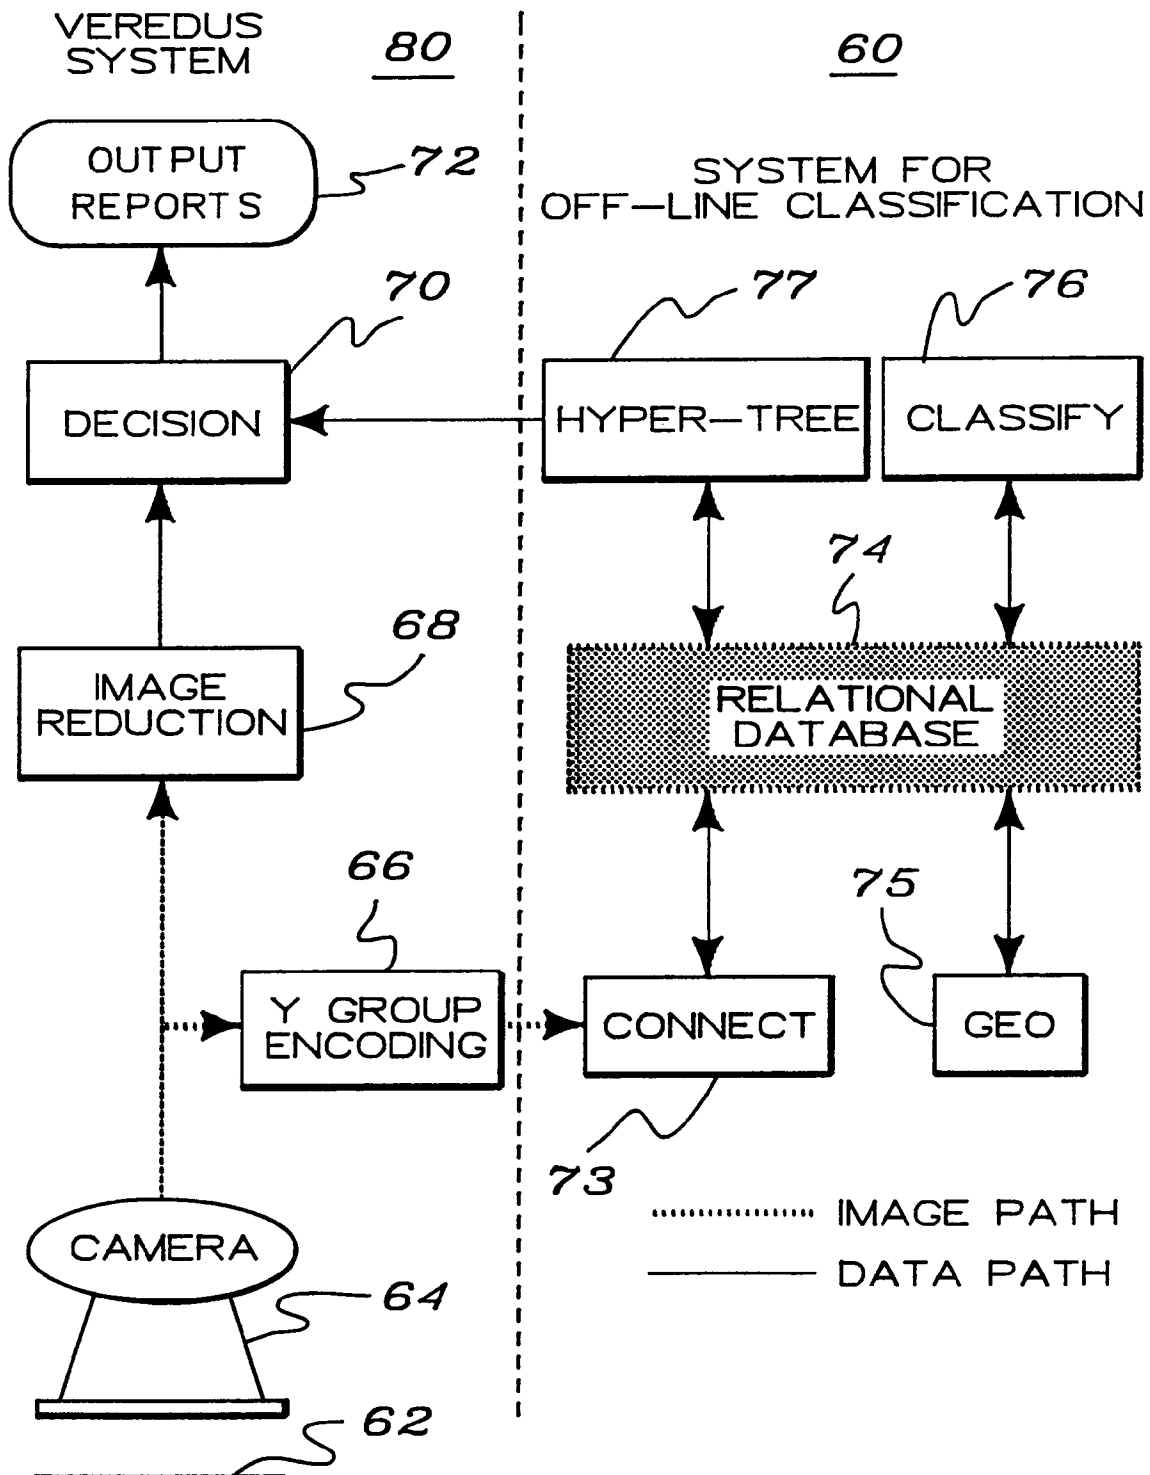 VEREDUS
SYSTEM
80
60
OUTPUT
REPORTS
72
SYSTEM FOR
OFF-LINE CLASSIFICATION
70
77
76
DECISION
HYPER-TREE
CLASSIFY
74
68
IMAGE
REDUCTION
RELATIONAL
DATABASE
66
75
Y GROUP
ENCODING
CONNECT
GEO
73
IMAGE PATH
CAMERA
DATA PATH
64
62